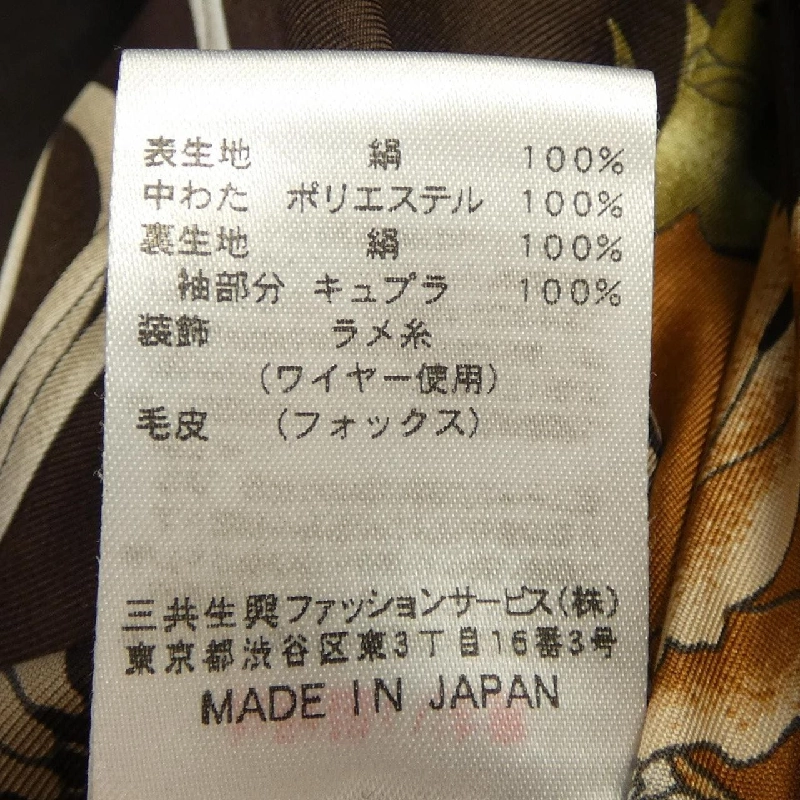 表生地 絹 100%
中わた ポリエステル 100%
裏生地 絹 100%
袖部分 キュプラ 100%
装飾 ラメ糸
(ワイヤー使用)
毛皮 (フォックス)
三共生興ファッションサービス(株)
東京都渋谷区東3丁目16番3号
MADE IN JAPAN